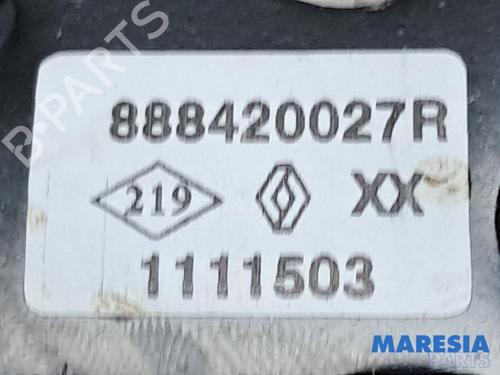 B-PARTS
888420027R
219 XX
1111503
MARESIA
PARTS